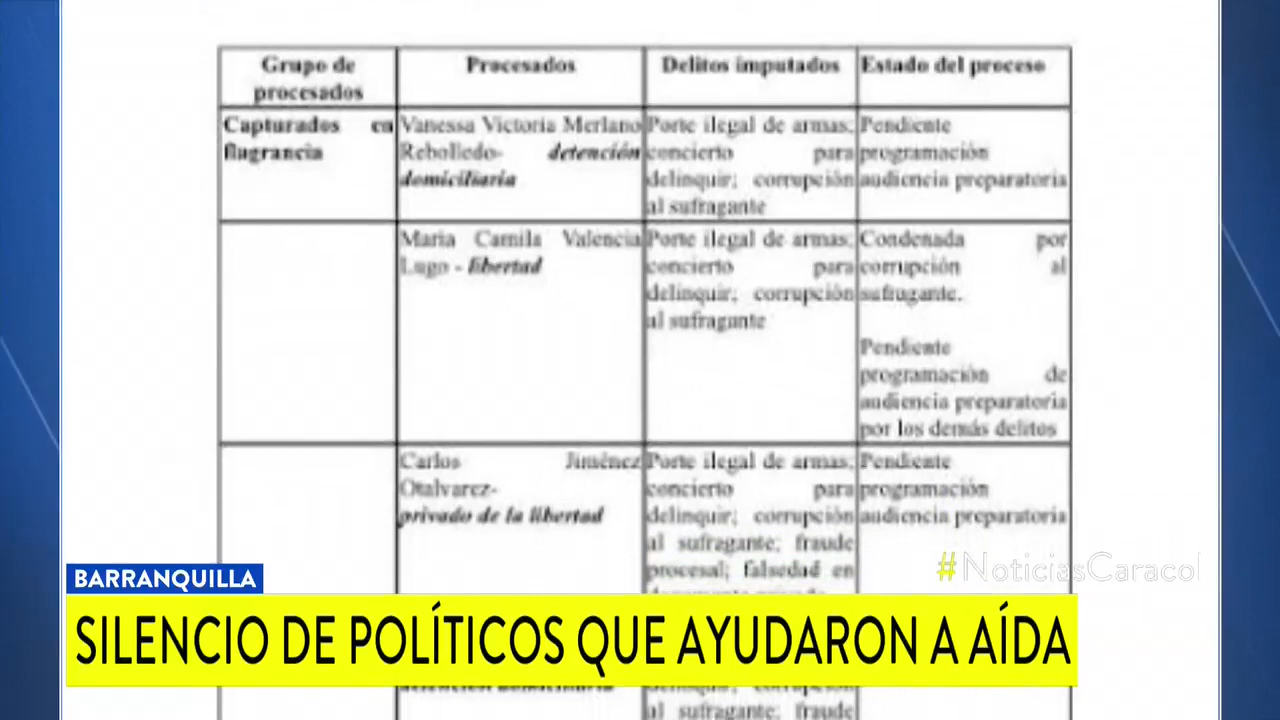 Grupo de procesados
Procesados
Delitos imputados
Estado del proceso
Capturados en
flagrancia
Vanessa Victoria Merlano
Rebolledo- detención
domiciliaria
Porte ilegal de armas;
concierto para
delinquir; corrupción
al sufragante
Pendiente
programación
audiencia preparatoria
Maria Camila Valencia
Lugo - libertad
Porte ilegal de armas;
concierto para
delinquir; corrupción
al sufragante
Condenada por
corrupción al
sufragante.
Pendiente
programación de
audiencia preparatoria
por los demás delitos
Carlos Jiménez
Otalvarez-
privado de la libertad
Porte ilegal de armas;
concierto para
delinquir; corrupción
al sufragante; fraude
procesal; falsedad en
Pendiente
programación
audiencia preparatoria
#NoticiasCaracol
BARRANQUILLA
SILENCIO DE POLÍTICOS QUE AYUDARON A AÍDA
al sufragante; fraude